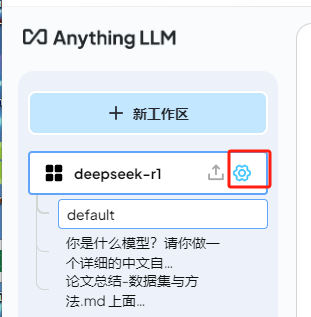 Anything LLM
新工作区
deepseek-r1
default
你是什么模型？请你做一
个详细的中文自...
论文总结-数据集与方
法.md 上面...